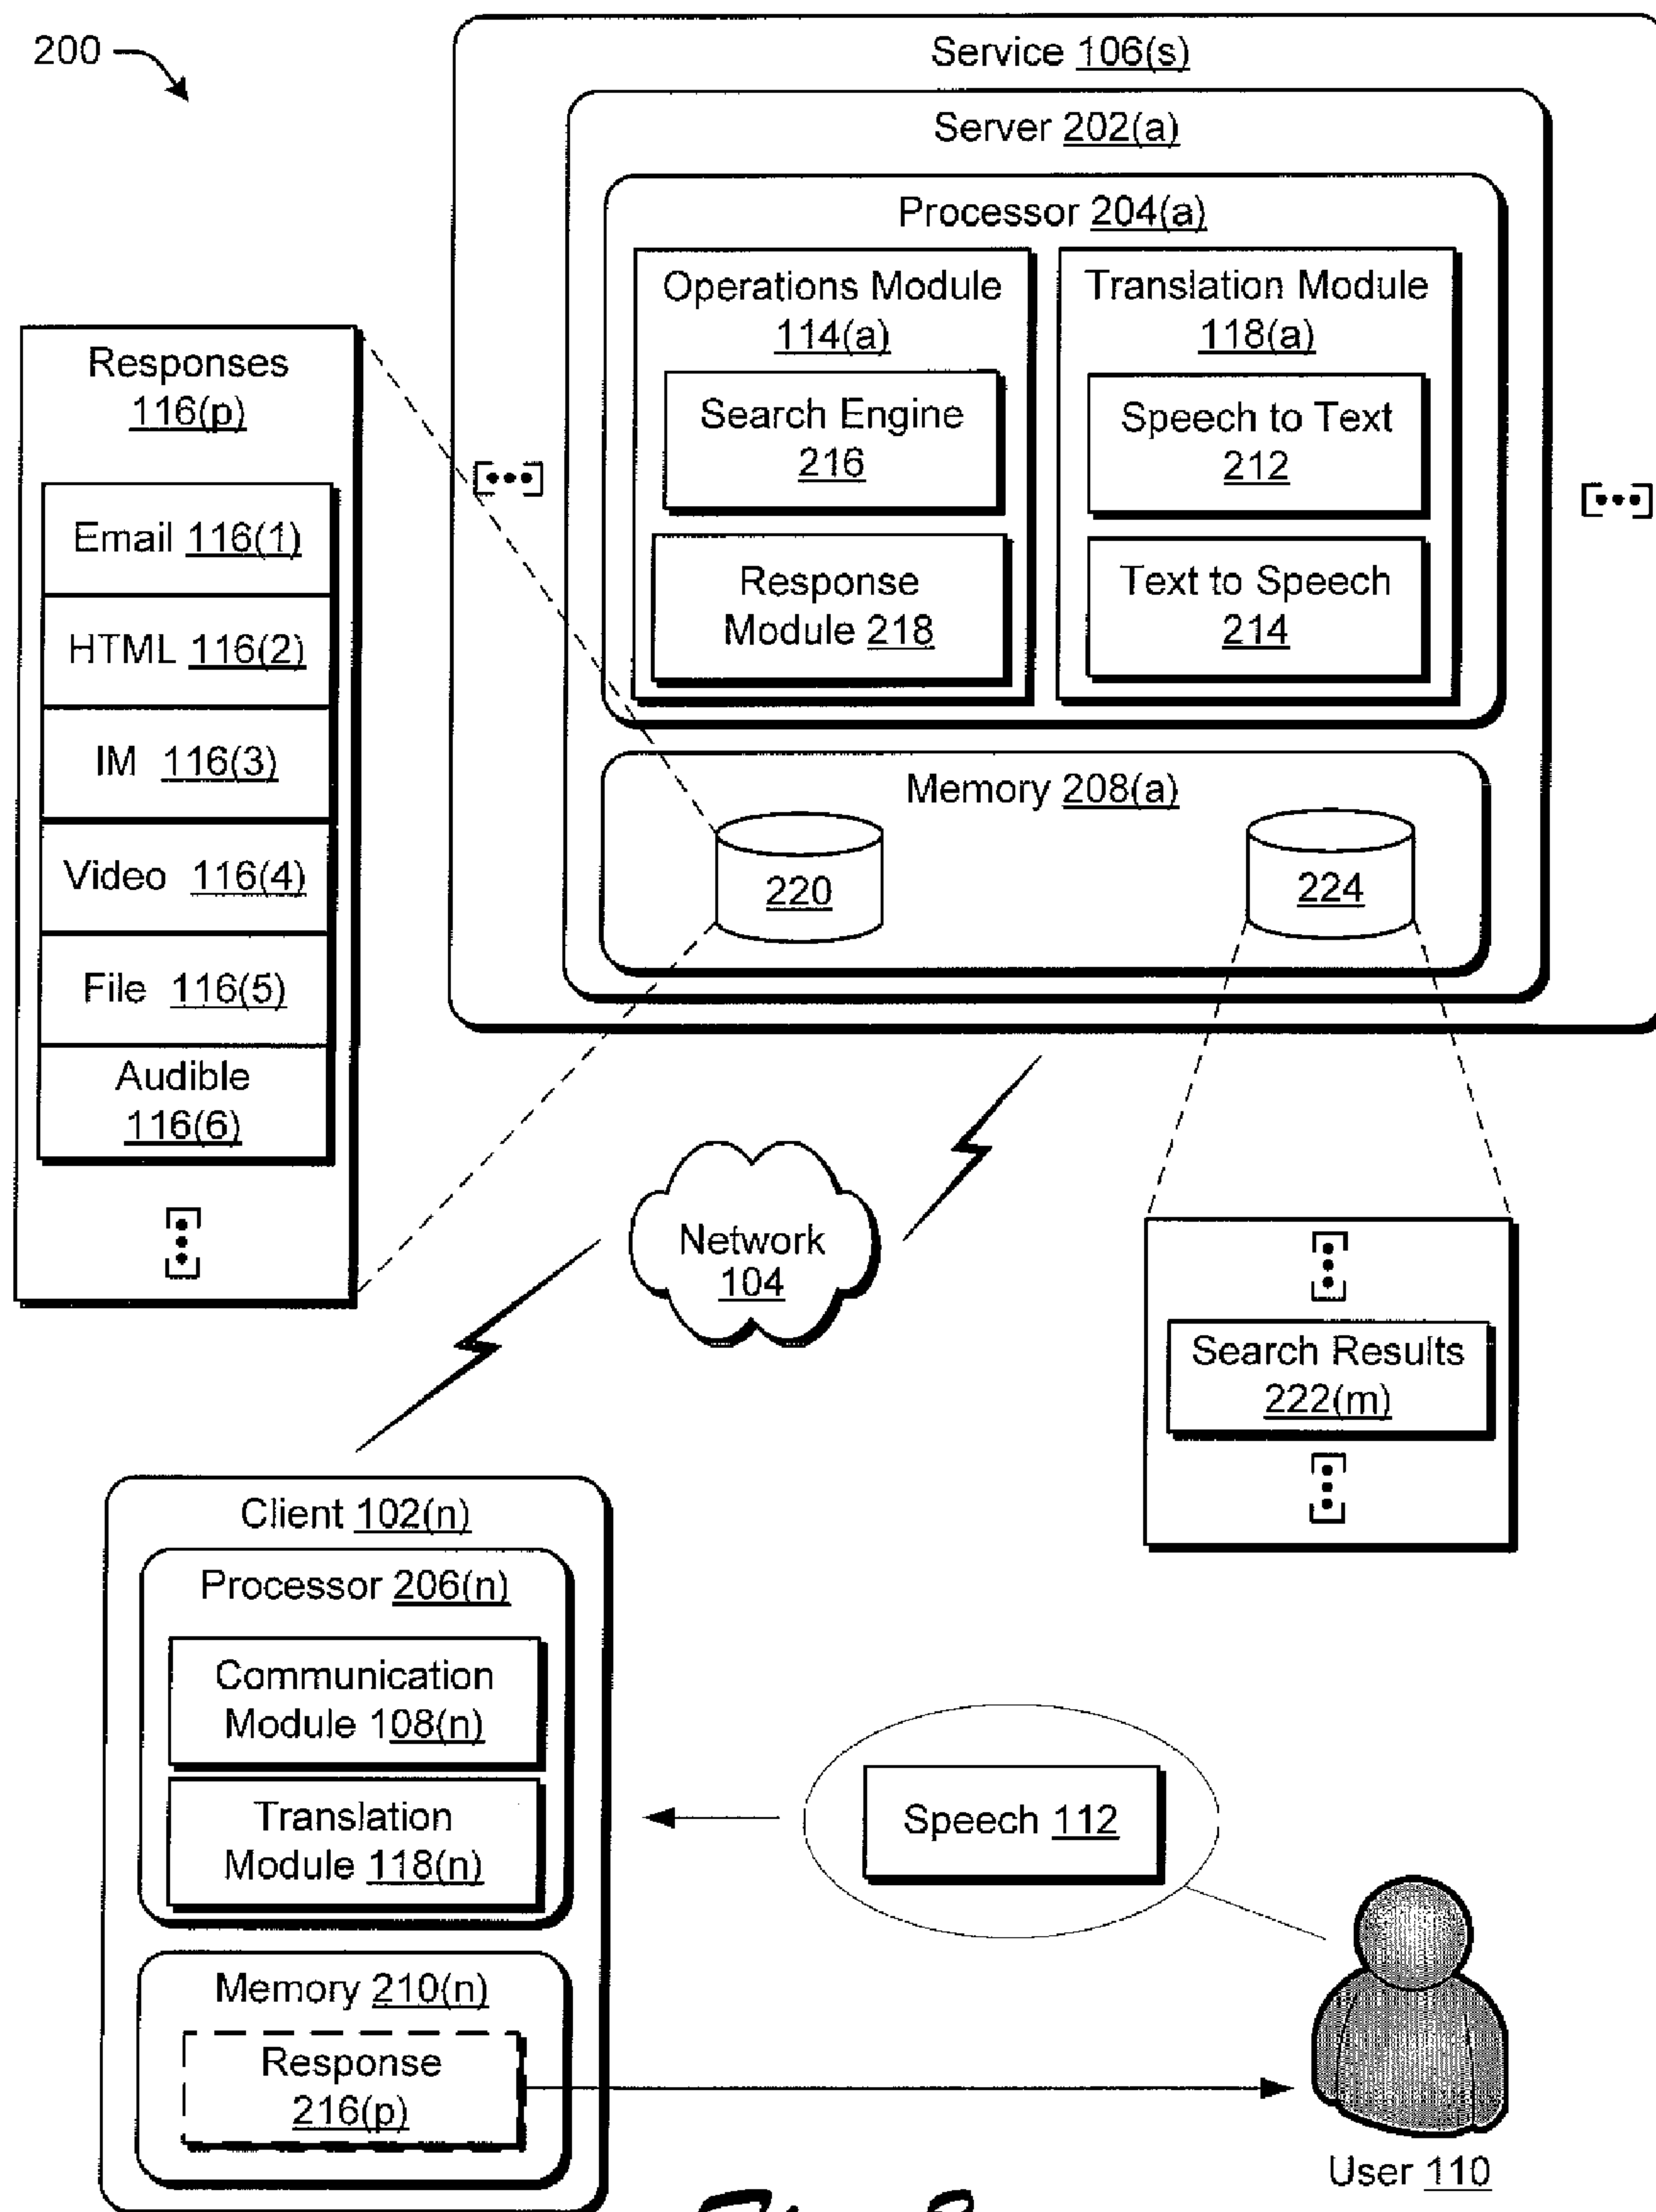 200
Service 106(s)
Server 202(a)
Processor 204(a)
Operations Module
114(a)
Search Engine
216
Response
Module 218
Translation Module
118(a)
Speech to Text
212
Text to Speech
214
Memory 208(a)
220
224
Responses
116(p)
Email 116(1)
HTML 116(2)
IM 116(3)
Video 116(4)
File 116(5)
Audible
116(6)
Network
104
Search Results
222(m)
Client 102(n)
Processor 206(n)
Communication
Module 108(n)
Translation
Module 118(n)
Memory 210(n)
Response
216(p)
Speech 112
User 110